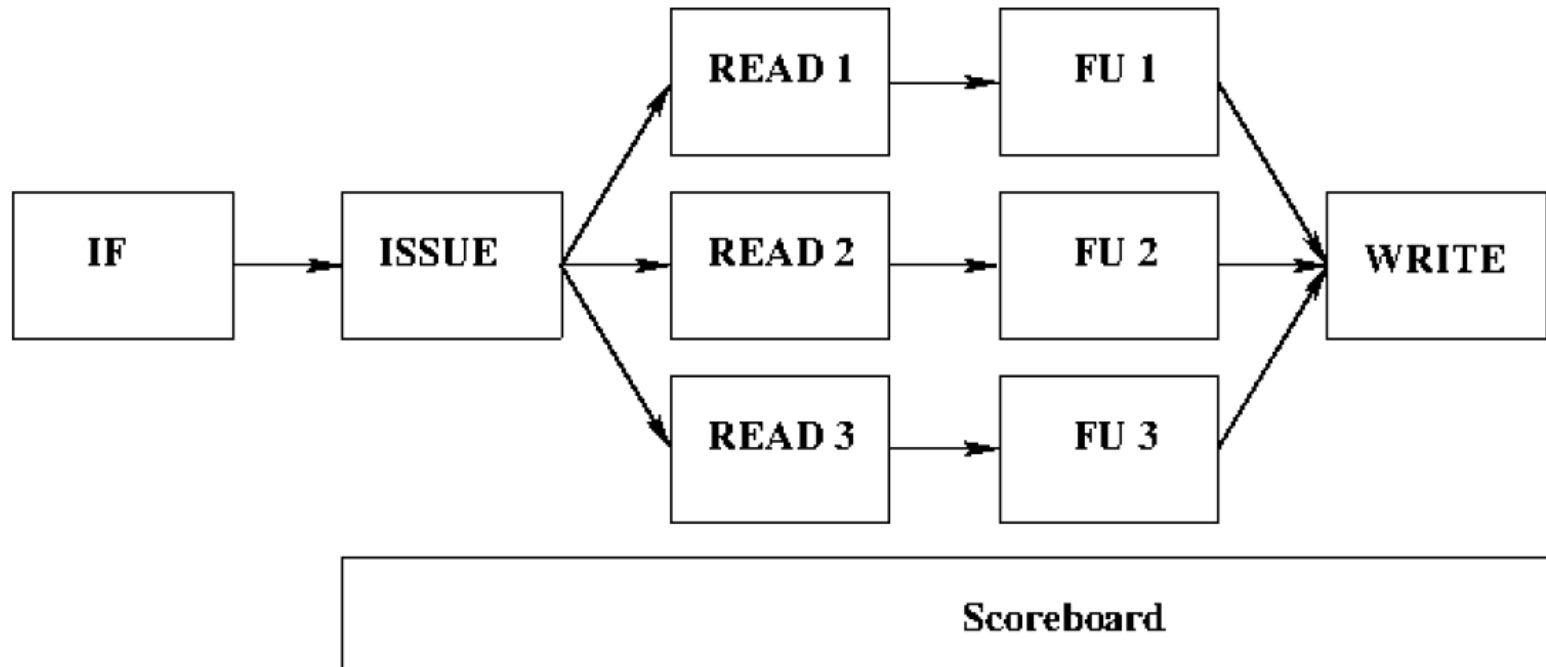 READ 1
FU 1
IF
ISSUE
READ 2
FU 2
WRITE
READ 3
FU 3
Scoreboard